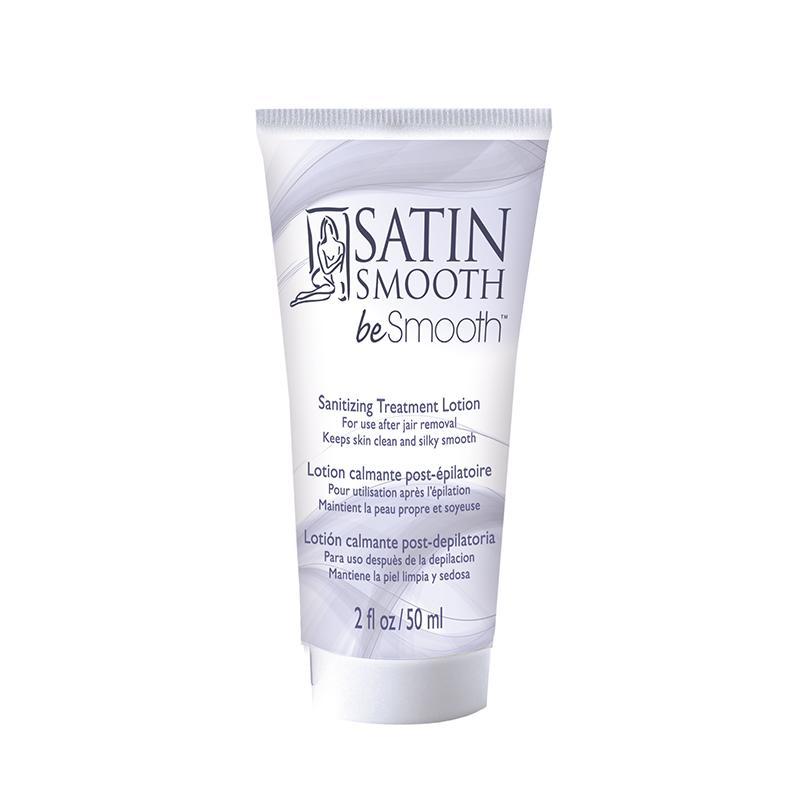 SATIN
SMOOTH
beSmooth™
Sanitizing Treatment Lotion
For use after jair removal
Keeps skin clean and silky smooth
Lotion calmante post-épilatoire
Pour utilisation après l'épilation
Maintient la peau propre et soyeuse
Lotión calmante post-depilatoria
Para uso despuès de la depilacion
Mantiene la piel limpia y sedosa
2 fl oz/50 ml